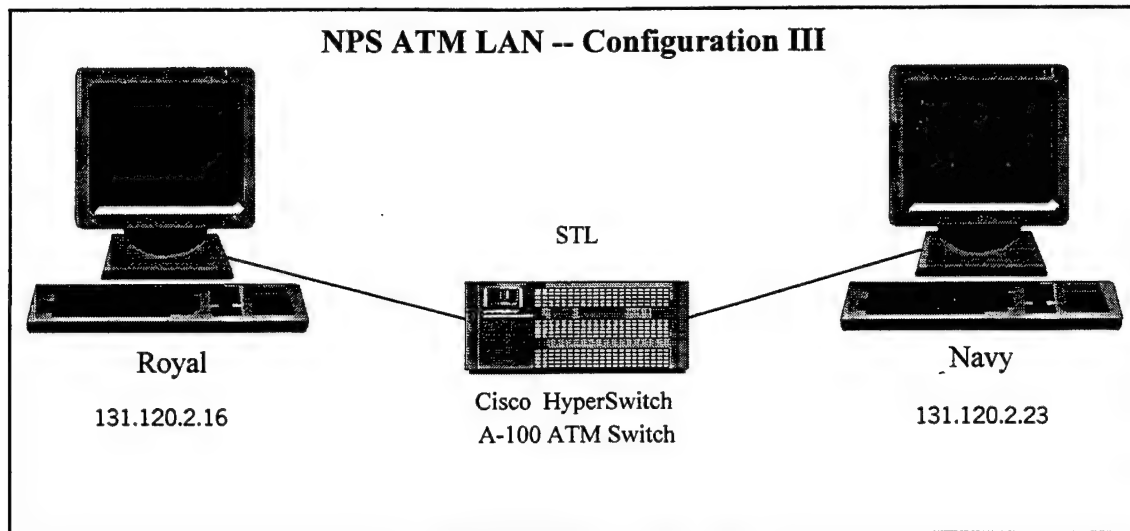 NPS ATM LAN -- Configuration III
STL
Royal
131.120.2.16
Cisco HyperSwitch
A-100 ATM Switch
Navy
131.120.2.23